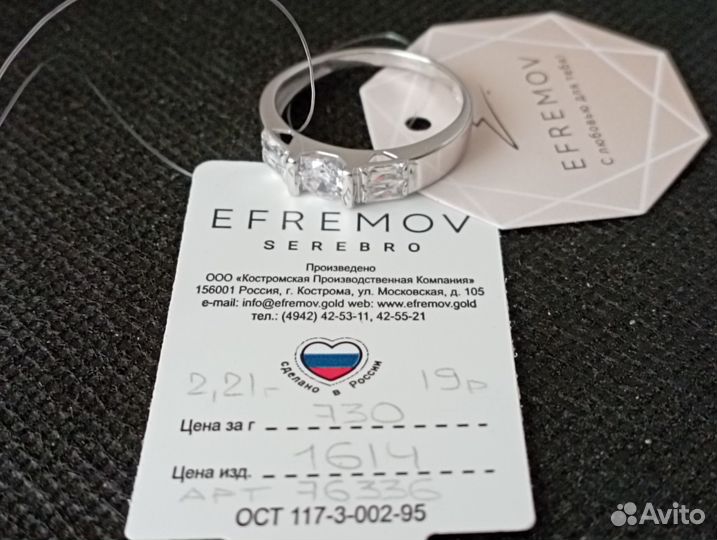 EFREMOV
С любовью для тебя!
EFREMOV
SEREBRO
Произведено
ООО «Костромская Производственная Компания»
156001 Россия, г. Кострома, ул. Московская, д. 105
e-mail: info@efremov.gold web: www.efremov.gold
тел.: (4942) 42-53-11, 42-55-21
сделано в России
2,21- 19р
Цена за г 730
Цена изд. 1614
АРТ 76336
ОСТ 117-3-002-95
Avito